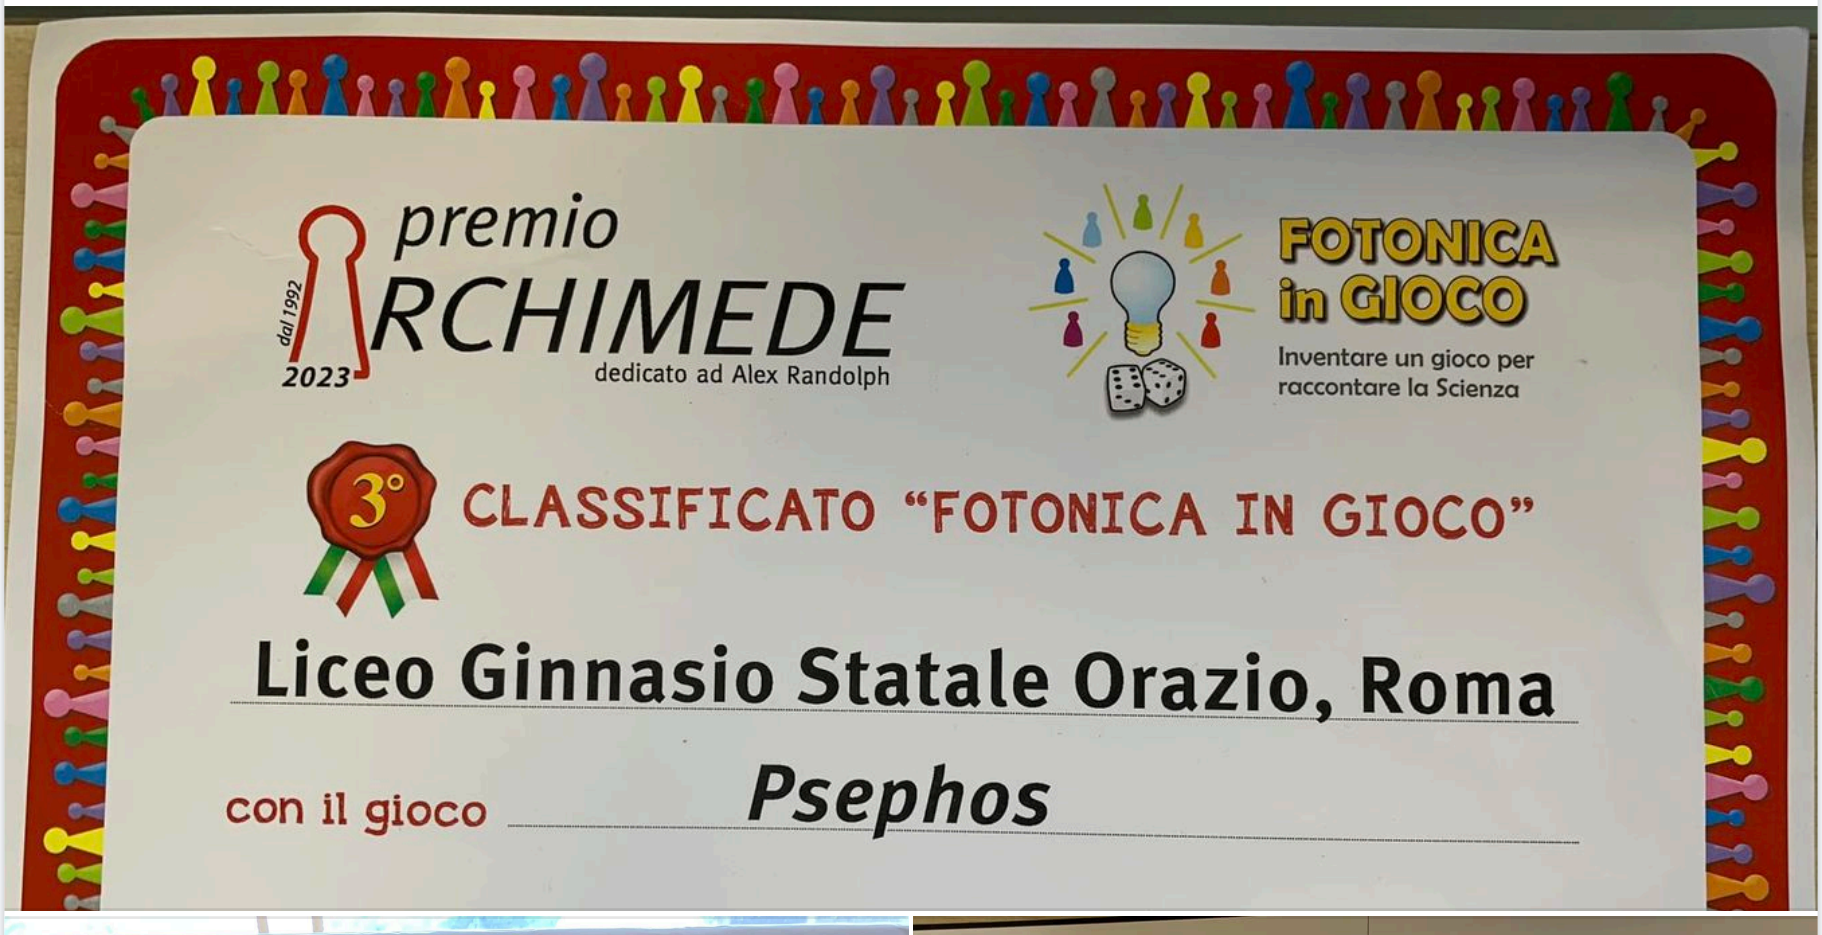 premio
ARCHIMEDE
dal 1992
2023
dedicato ad Alex Randolph
FOTONICA
in GIOCO
Inventare un gioco per
raccontare la Scienza
3° CLASSIFICATO “FOTONICA IN GIOCO”
Liceo Ginnasio Statale Orazio, Roma
con il gioco Psephos